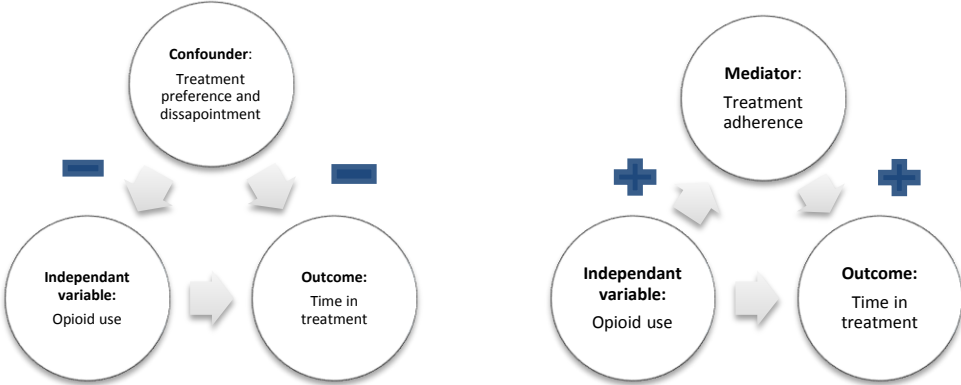 Confounder:
Treatment
preference and
dissapointment
Independant
variable:
Opioid use
Outcome:
Time in
treatment
Mediator:
Treatment
adherence
Independant
variable:
Opioid use
Outcome:
Time in
treatment